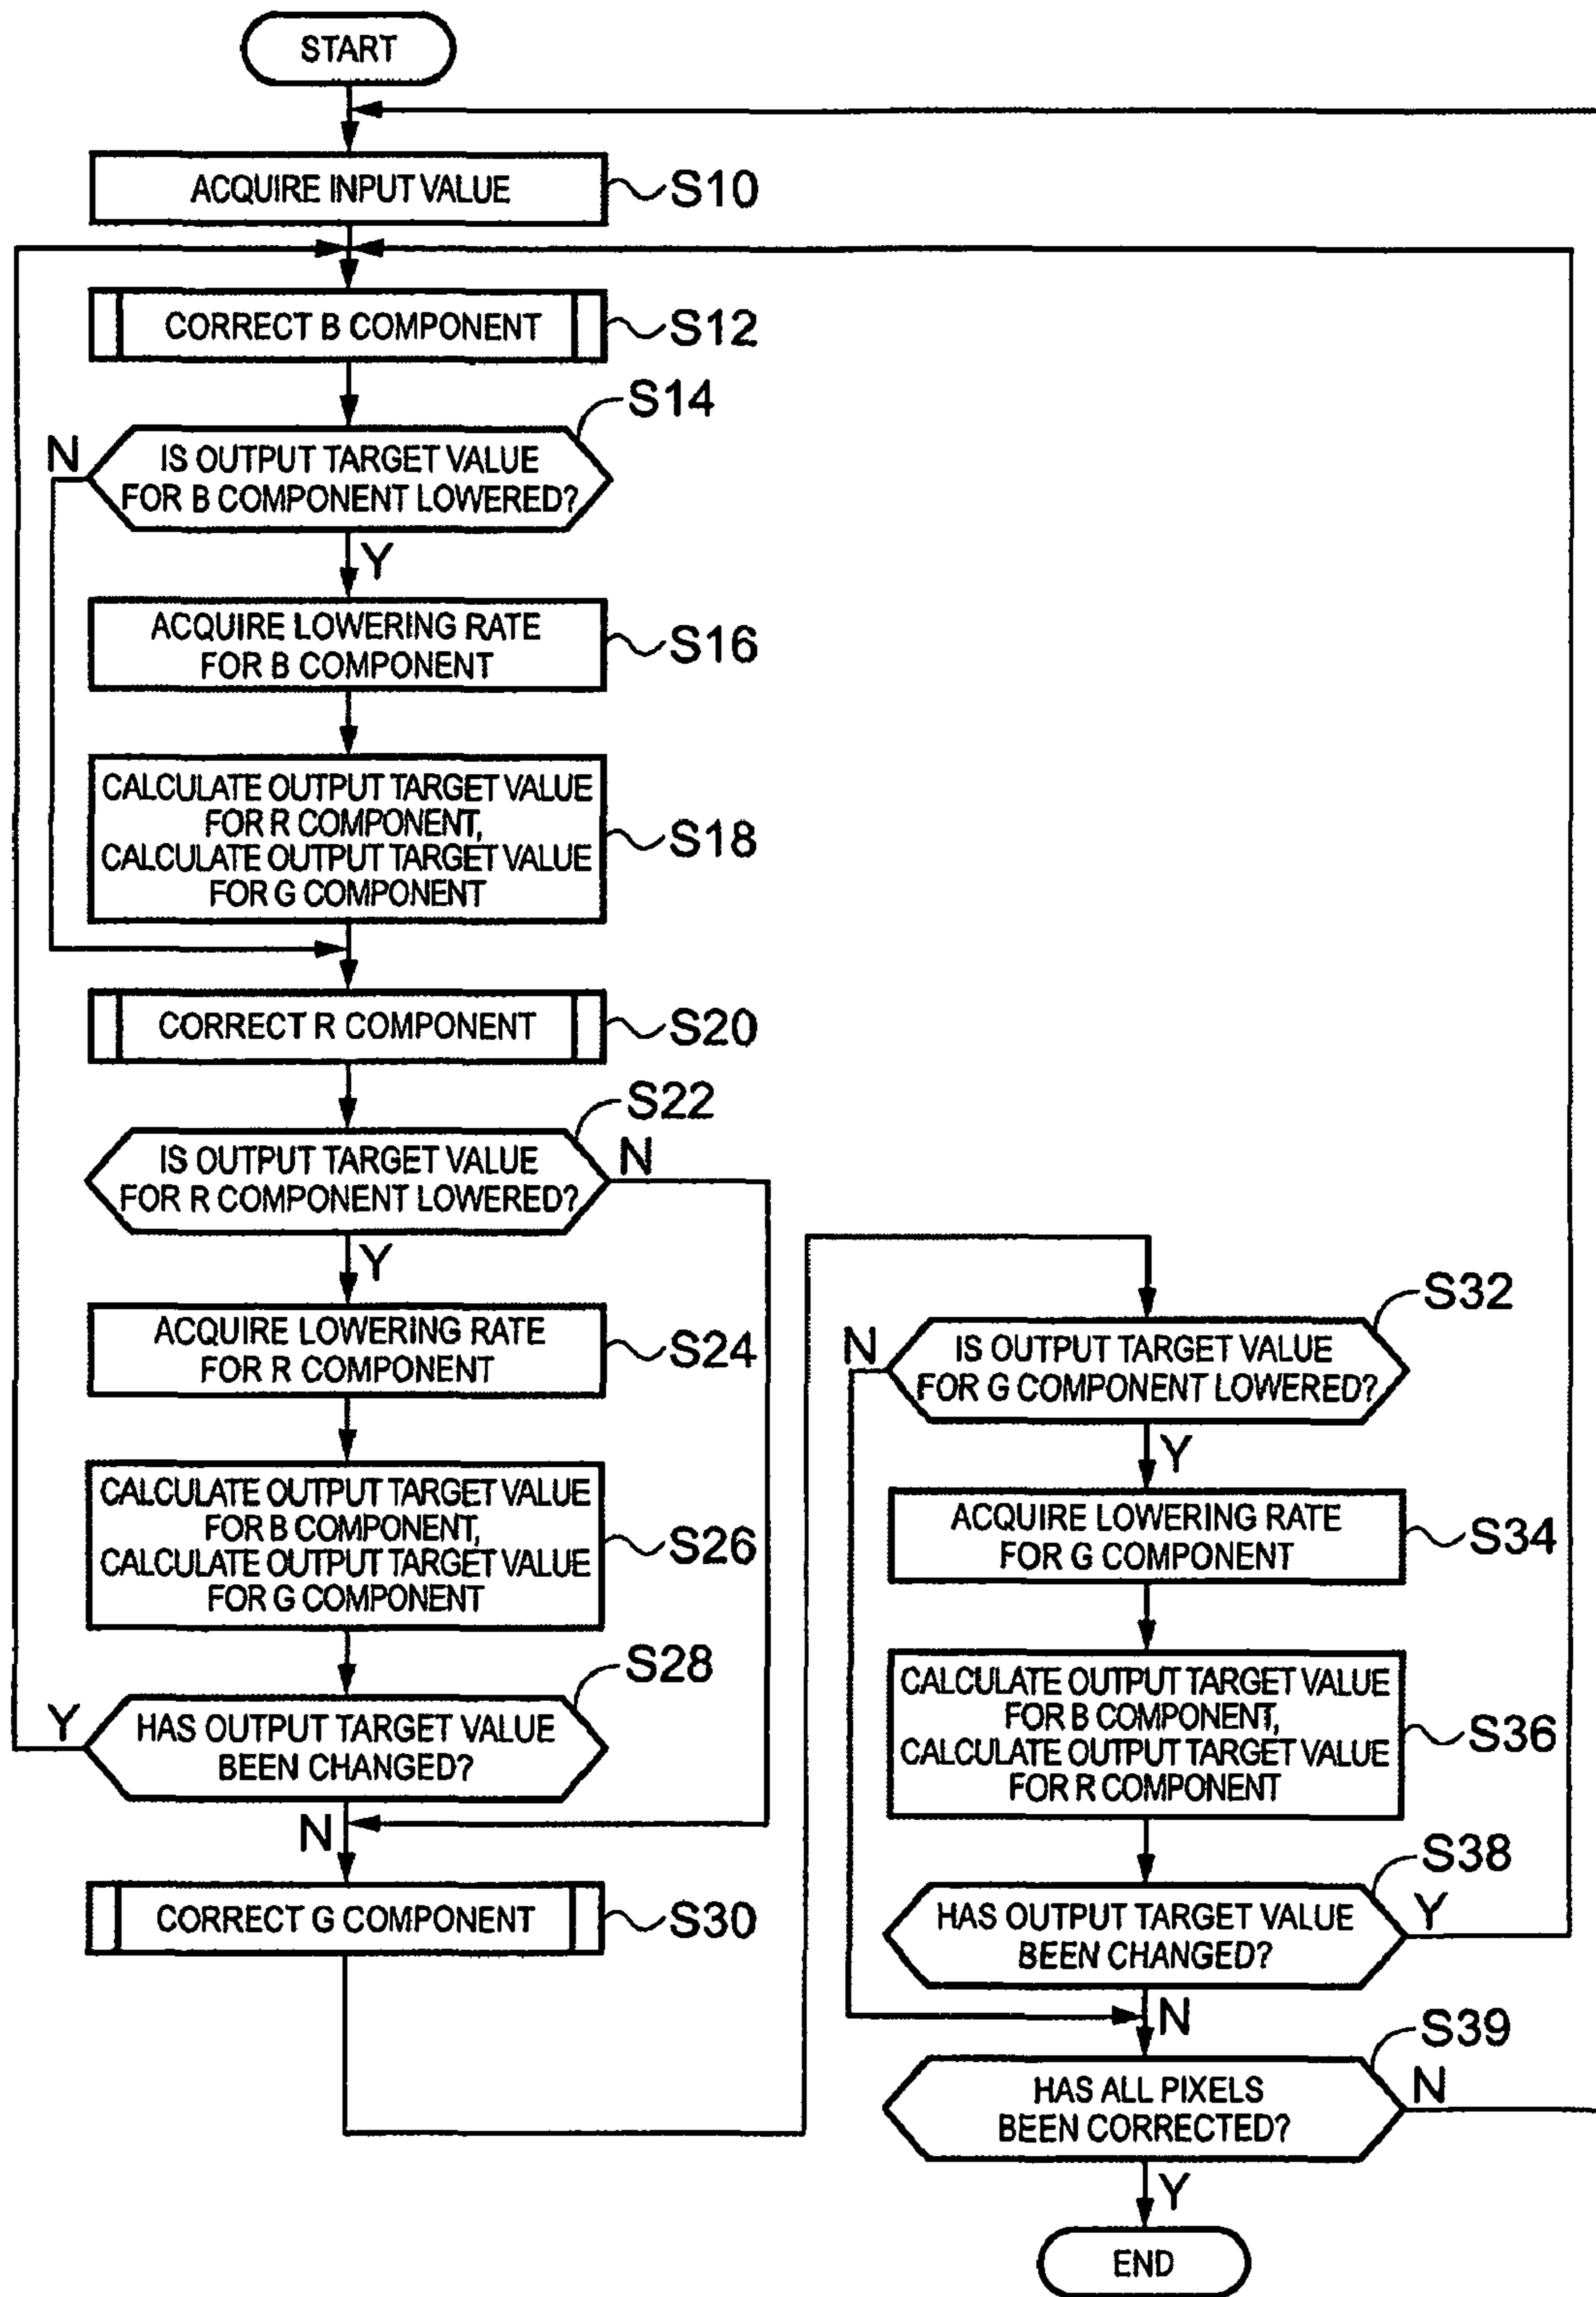 START
ACQUIRE INPUT VALUE
S10
CORRECT B COMPONENT
S12
S14
N
IS OUTPUT TARGET VALUE
FOR B COMPONENT LOWERED?
Y
ACQUIRE LOWERING RATE
FOR B COMPONENT
S16
CALCULATE OUTPUT TARGET VALUE
FOR R COMPONENT,
CALCULATE OUTPUT TARGET VALUE
FOR G COMPONENT
S18
CORRECT R COMPONENT
S20
S22
IS OUTPUT TARGET VALUE
FOR R COMPONENT LOWERED?
N
Y
ACQUIRE LOWERING RATE
FOR R COMPONENT
S24
CALCULATE OUTPUT TARGET VALUE
FOR B COMPONENT,
CALCULATE OUTPUT TARGET VALUE
FOR G COMPONENT
S26
S28
Y
HAS OUTPUT TARGET VALUE
BEEN CHANGED?
N
CORRECT G COMPONENT
S30
S32
N
IS OUTPUT TARGET VALUE
FOR G COMPONENT LOWERED?
Y
ACQUIRE LOWERING RATE
FOR G COMPONENT
S34
CALCULATE OUTPUT TARGET VALUE
FOR B COMPONENT,
CALCULATE OUTPUT TARGET VALUE
FOR R COMPONENT
S36
S38
HAS OUTPUT TARGET VALUE
BEEN CHANGED?
Y
N
S39
HAS ALL PIXELS
BEEN CORRECTED?
N
Y
END